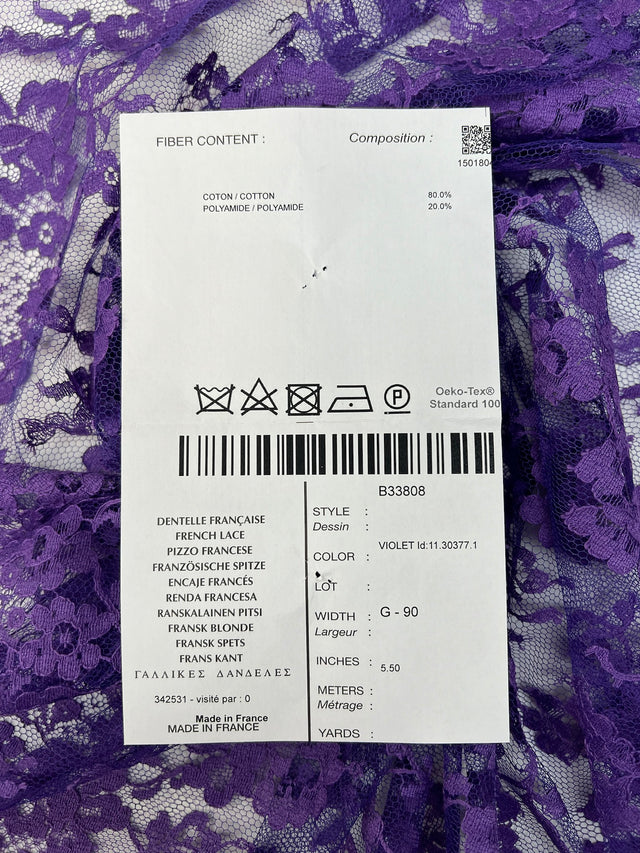 FIBER CONTENT : Composition :
150180
COTON / COTTON 80.0%
POLYAMIDE / POLYAMIDE 20.0%
P
Oeko-Tex®
Standard 100
B33808
DENTELLE FRANÇAISE
FRENCH LACE
PIZZO FRANCESE
FRANZÖSISCHE SPITZE
ENCAJE FRANCÉS
RENDA FRANCESA
RANSKALAINEN PITSI
FRANSK BLONDE
FRANSK SPETS
FRANS KANT
ΓΑΛΛΙΚΕΣ ΔΑΝΔΕΛΕΣ
342531 - visité par : 0
Made in France
MADE IN FRANCE
STYLE :
Dessin :
COLOR : VIOLET Id:11.30377.1
LOT :
WIDTH : G - 90
Largeur :
INCHES : 5.50
METERS :
Métrage :
YARDS :